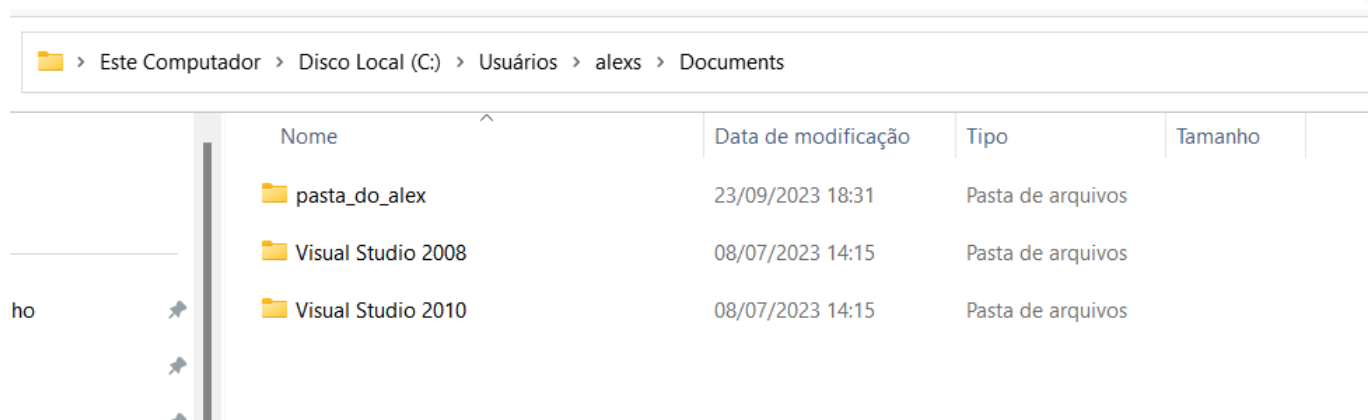 Este Computador > Disco Local (C:) > Usuários > alexs > Documents
Nome Data de modificação Tipo Tamanho
pasta_do_alex 23/09/2023 18:31 Pasta de arquivos
Visual Studio 2008 08/07/2023 14:15 Pasta de arquivos
ho Visual Studio 2010 08/07/2023 14:15 Pasta de arquivos